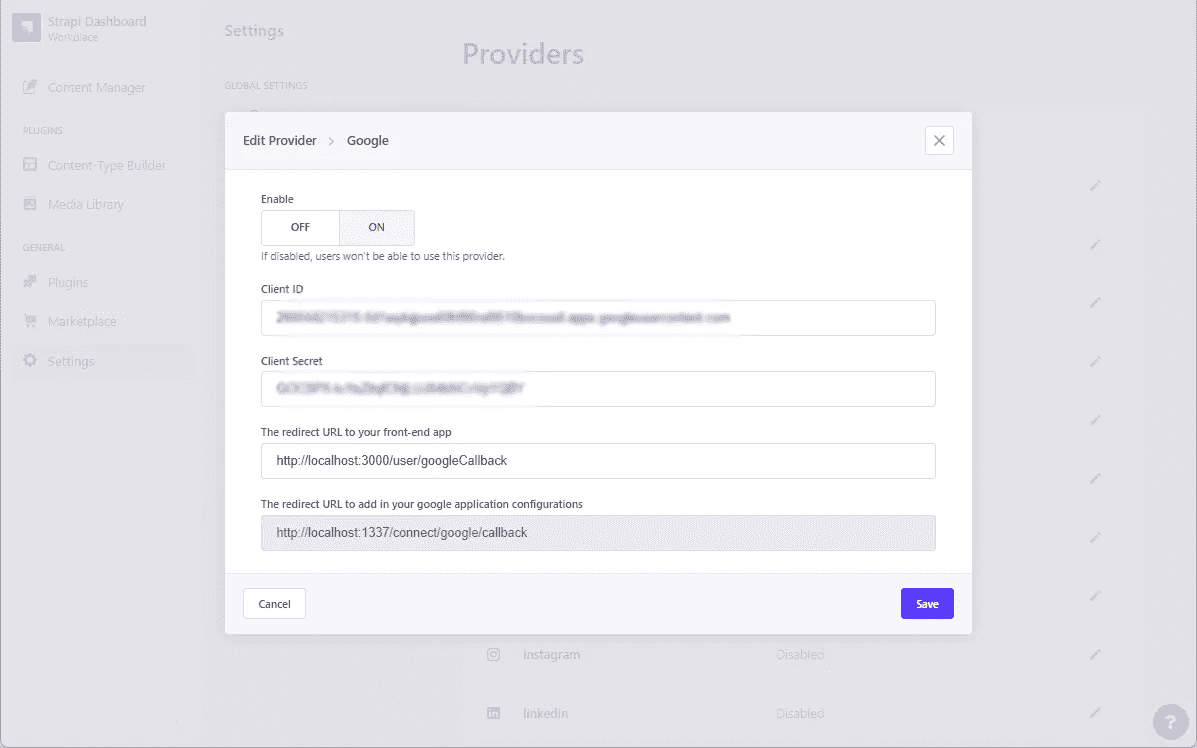 Strapi Dashboard
Workplace
Content Manager
PLUGINS
Content-Type Builder
Media Library
GENERAL
Plugins
Marketplace
Settings
Settings
GLOBAL SETTINGS
Providers
Edit Provider > Google
Enable
OFF ON
If disabled, users won't be able to use this provider.
Client ID
Client Secret
The redirect URL to your front-end app
http://localhost:3000/user/googleCallback
The redirect URL to add in your google application configurations
http://localhost:1337/connect/google/callback
Cancel Save
instagram Disabled
linkedin Disabled
?